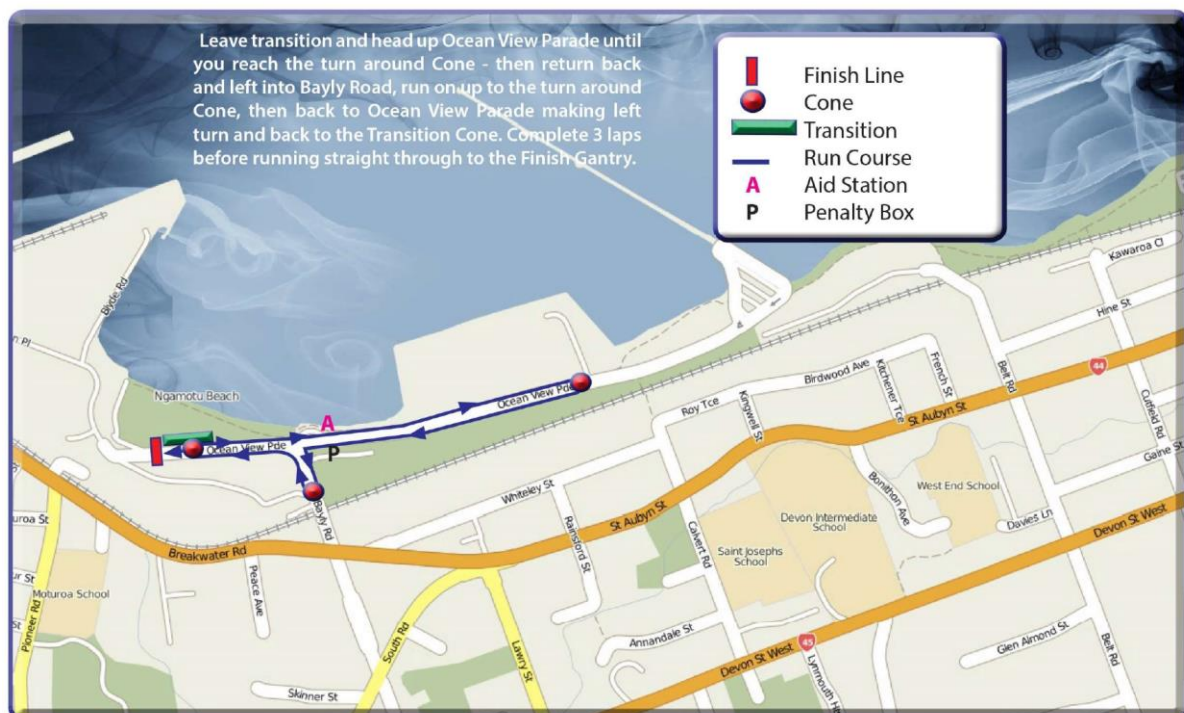 Leave transition and head up Ocean View Parade until
you reach the turn around Cone - then return back
and left into Bayly Road, run on up to the turn around
Cone, then back to Ocean View Parade making left
turn and back to the Transition Cone. Complete 3 laps
before running straight through to the Finish Gantry.
Finish Line
Cone
Transition
Run Course
A Aid Station
P Penalty Box
Kawaroa Cl
Blyde Rd
Hine St
n Pl
44
Belt Rd
French St
Kitchener Tce
Birdwood Ave
Cutfield Rd
Ocean View Pde
Ngamotu Beach
Roy Tce
Kingwell St
St Aubyn St
A
Ocean View Pde
P
Gaine St
Bonithon Ave
West End School
Whiteley St
Bayly Rd
St Aubyn St
Devon Intermediate
School
Davies Ln
Devon St West
uroa St
Breakwater Rd
Rainsford St
Calvert Rd
Saint Josephs
School
ur St
Moturoa School
Peace Ave
St
Pioneer Rd
South Rd
Lawry St
Annandale St
45
Glen Almond St
Belt Rd
Devon St West
Lynmouth H
Skinner St